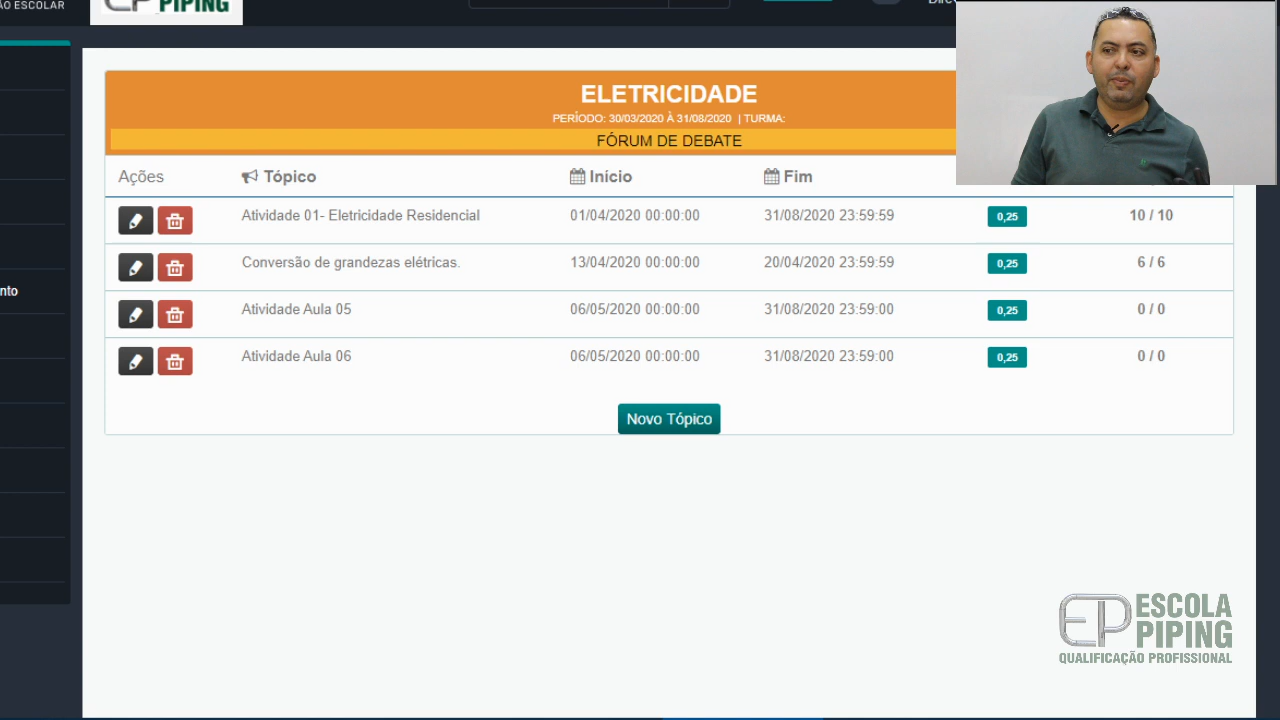 ÃO ESCOLAR
EP PIPING
ELETRICIDADE
PERÍODO: 30/03/2020 À 31/08/2020 | TURMA:
FÓRUM DE DEBATE
Ações Tópico Inicio Fim
Atividade 01- Eletricidade Residencial 01/04/2020 00:00:00 31/08/2020 23:59:59 0,25 10 / 10
Conversão de grandezas elétricas. 13/04/2020 00:00:00 20/04/2020 23:59:59 0,25 6 / 6
nto
Atividade Aula 05 06/05/2020 00:00:00 31/08/2020 23:59:00 0,25 0 / 0
Atividade Aula 06 06/05/2020 00:00:00 31/08/2020 23:59:00 0,25 0 / 0
Novo Tópico
EP ESCOLA
PIPING
QUALIFICAÇÃO PROFISSIONAL